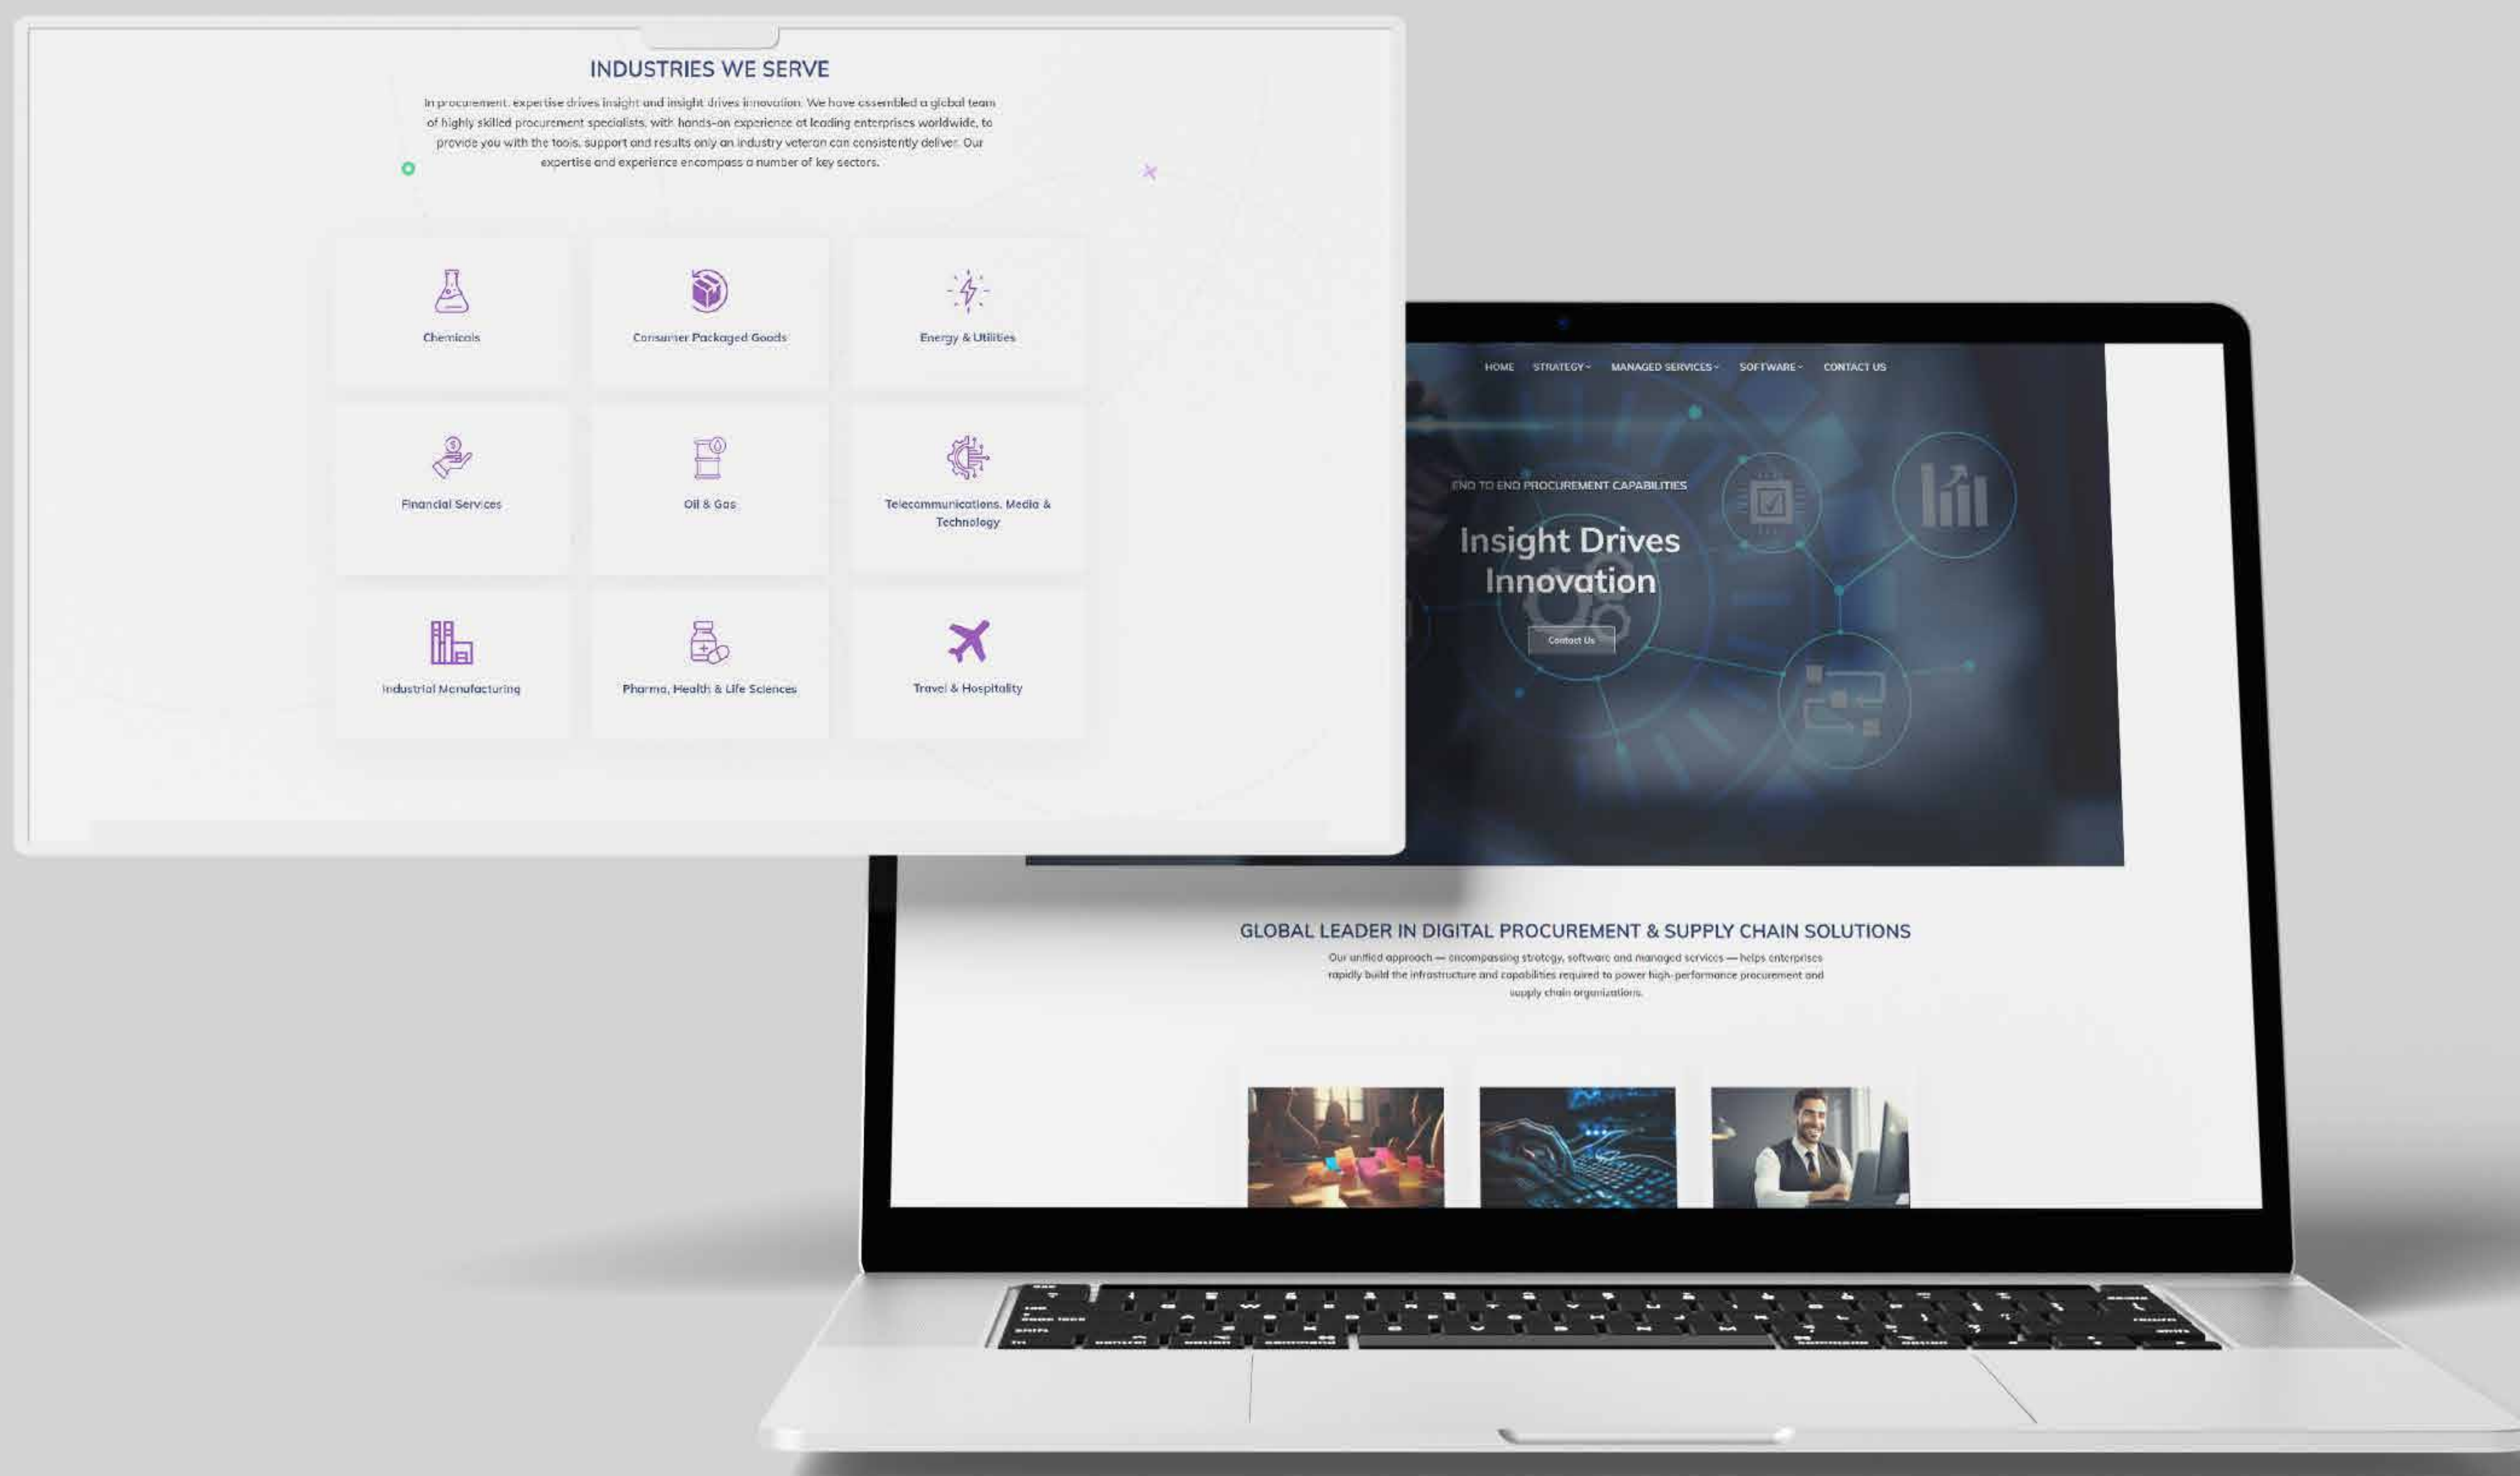 INDUSTRIES WE SERVE
In procurement, expertise drives insight and insight drives innovation. We have assembled a global team
of highly skilled procurement specialists, with hands-on experience at leading enterprises worldwide, to
provide you with the tools, support and results only an industry veteran can consistently deliver. Our
expertise and experience encompass a number of key sectors.
Chemicals
Consumer Packaged Goods
Energy & Utilities
Financial Services
Oil & Gas
Telecommunications, Media &
Technology
Industrial Manufacturing
Pharma, Health & Life Sciences
Travel & Hospitality
HOME STRATEGY MANAGED SERVICES SOFTWARE CONTACT US
END TO END PROCUREMENT CAPABILITIES
Insight Drives
Innovation
Contact Us
GLOBAL LEADER IN DIGITAL PROCUREMENT & SUPPLY CHAIN SOLUTIONS
Our unified approach — encompassing strategy, software and managed services — helps enterprises
rapidly build the infrastructure and capabilities required to power high-performance procurement and
supply chain organizations.